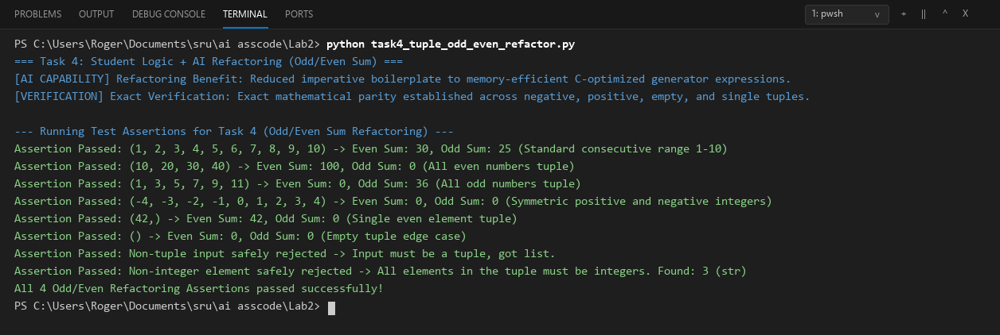 PROBLEMS OUTPUT DEBUG CONSOLE TERMINAL PORTS 1: pwsh v + || ^ X
PS C:\Users\Roger\Documents\sru\ai asscode\Lab2> python task4_tuple_odd_even_refactor.py
=== Task 4: Student Logic + AI Refactoring (Odd/Even Sum) ===
[AI CAPABILITY] Refactoring Benefit: Reduced imperative boilerplate to memory-efficient C-optimized generator expressions.
[VERIFICATION] Exact Verification: Exact mathematical parity established across negative, positive, empty, and single tuples.
--- Running Test Assertions for Task 4 (Odd/Even Sum Refactoring) ---
Assertion Passed: (1, 2, 3, 4, 5, 6, 7, 8, 9, 10) -> Even Sum: 30, Odd Sum: 25 (Standard consecutive range 1-10)
Assertion Passed: (10, 20, 30, 40) -> Even Sum: 100, Odd Sum: 0 (All even numbers tuple)
Assertion Passed: (1, 3, 5, 7, 9, 11) -> Even Sum: 0, Odd Sum: 36 (All odd numbers tuple)
Assertion Passed: (-4, -3, -2, -1, 0, 1, 2, 3, 4) -> Even Sum: 0, Odd Sum: 0 (Symmetric positive and negative integers)
Assertion Passed: (42,) -> Even Sum: 42, Odd Sum: 0 (Single even element tuple)
Assertion Passed: () -> Even Sum: 0, Odd Sum: 0 (Empty tuple edge case)
Assertion Passed: Non-tuple input safely rejected -> Input must be a tuple, got list.
Assertion Passed: Non-integer element safely rejected -> All elements in the tuple must be integers. Found: 3 (str)
All 4 Odd/Even Refactoring Assertions passed successfully!
PS C:\Users\Roger\Documents\sru\ai asscode\Lab2>